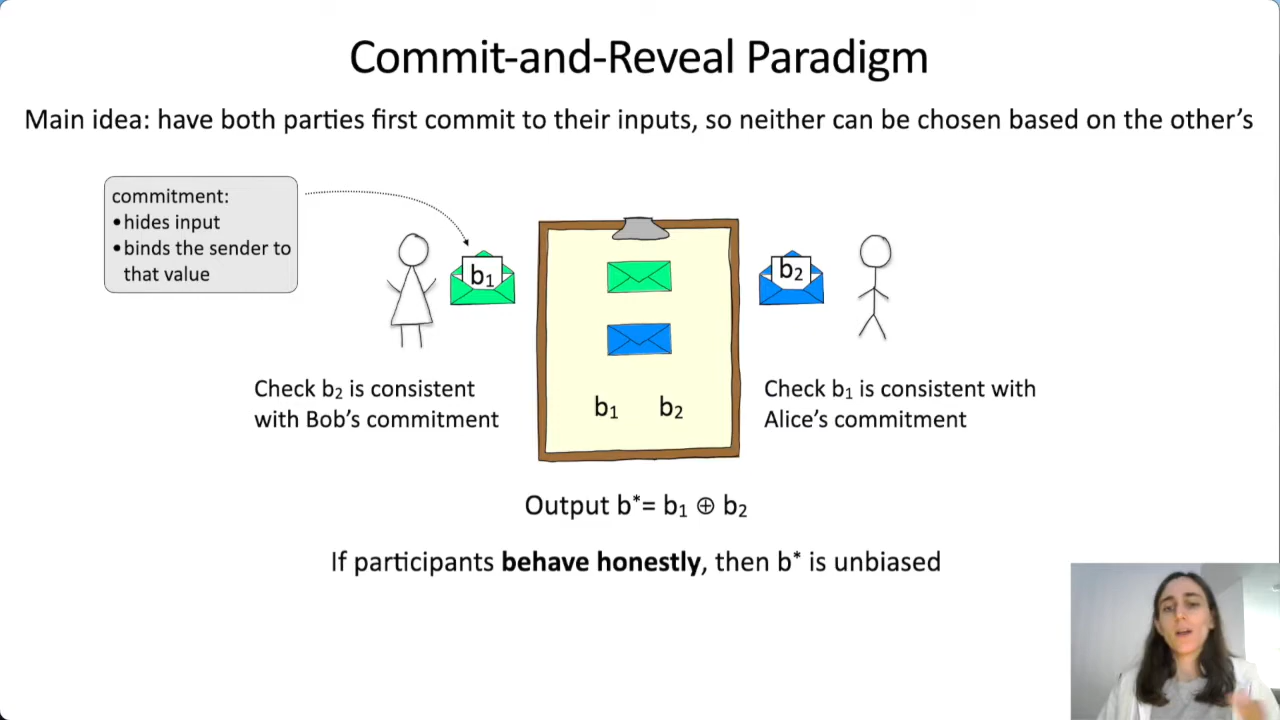 Commit-and-Reveal Paradigm
Main idea: have both parties first commit to their inputs, so neither can be chosen based on the other's
commitment:
•hides input
•binds the sender to
that value
b₁
b₂
Check b₂ is consistent
with Bob's commitment
b₁ b₂
Check b₁ is consistent with
Alice's commitment
Output b*= b₁ ⊕ b₂
If participants behave honestly, then b* is unbiased